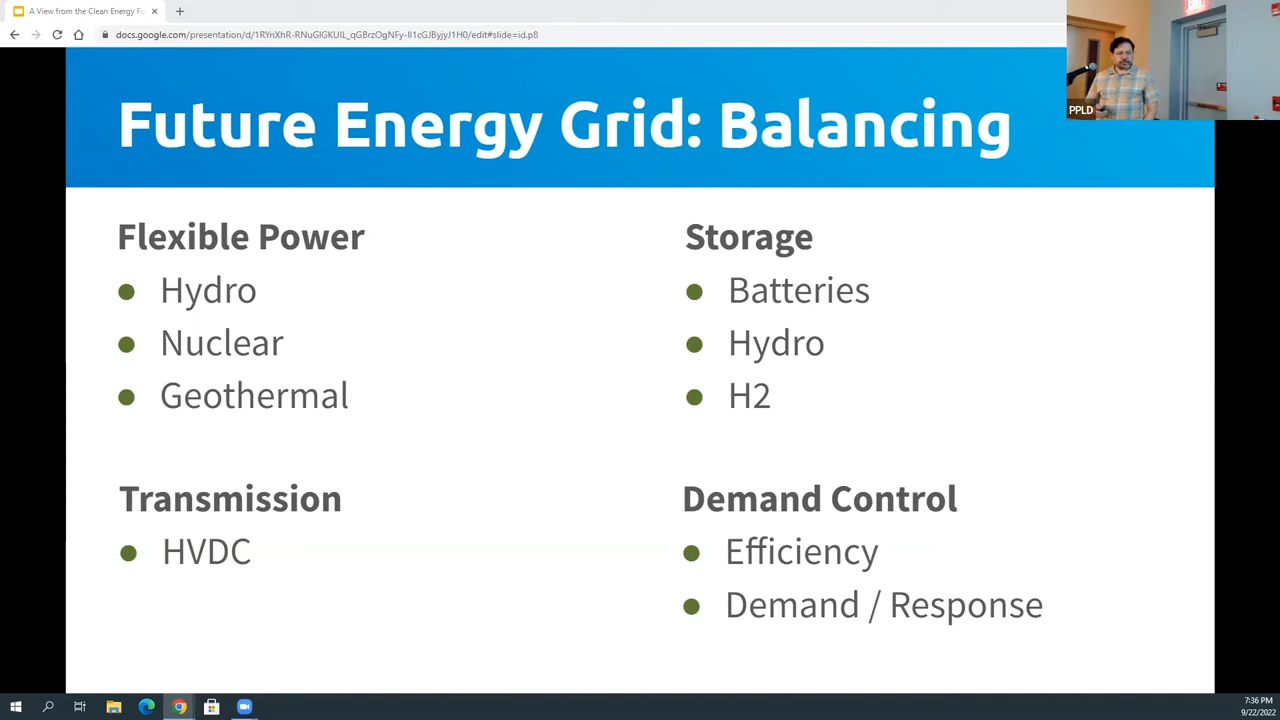 A View from the Clean Energy Fu
docs.google.com/presentation/d/1RYnXhR-RNuGlGKUIL_qGBrzOgNFy-II1cGJByjyJ1H0/edit#slide=id.p8
EXIT
PPLD
Future Energy Grid: Balancing
Flexible Power
Hydro
Nuclear
Geothermal
Storage
Batteries
Hydro
H2
Transmission
HVDC
Demand Control
Efficiency
Demand / Response
7:36 PM
9/22/2022